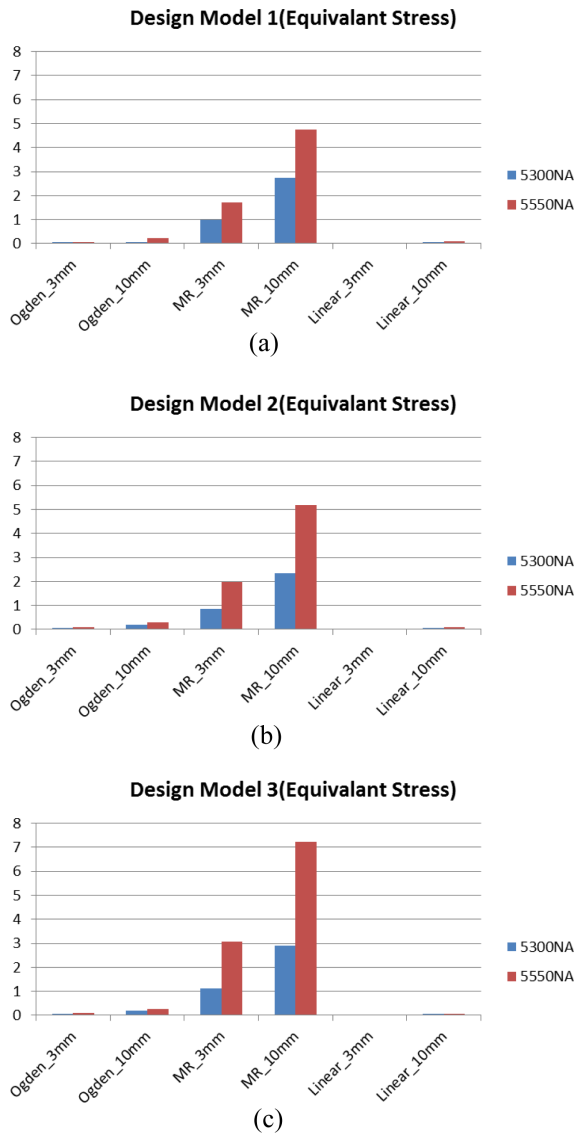 Design Model 1(Equivalant Stress)
8
7
6
5
4
3
2
1
0
5300NA
5550NA
Ogden_3mm
Ogden_10mm
MR_3mm
MR_10mm
Linear_3mm
Linear_10mm
(a)
Design Model 2(Equivalant Stress)
8
7
6
5
4
3
2
1
0
5300NA
5550NA
Ogden_3mm
Ogden_10mm
MR_3mm
MR_10mm
Linear_3mm
Linear_10mm
(b)
Design Model 3(Equivalant Stress)
8
7
6
5
4
3
2
1
0
5300NA
5550NA
Ogden_3mm
Ogden_10mm
MR_3mm
MR_10mm
Linear_3mm
Linear_10mm
(c)